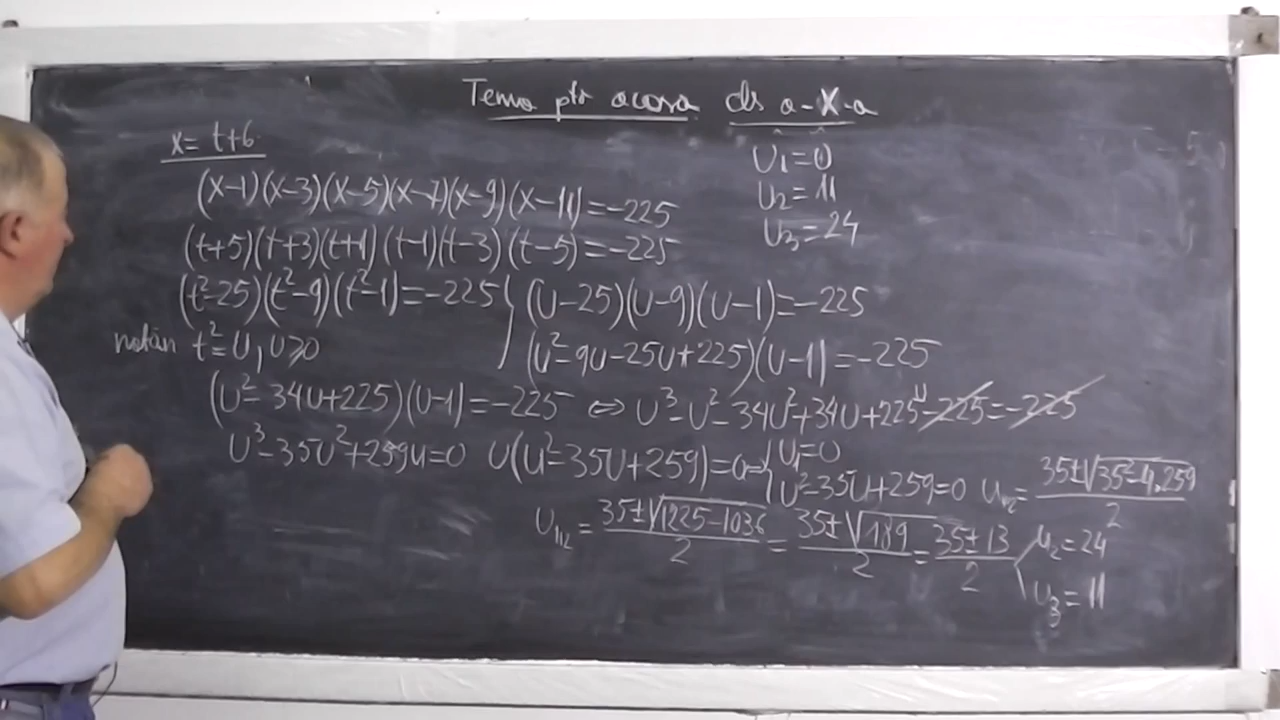 Tema ptr acasa cls a-X-a
x = t+6
U₁=0
U₂=11
U₃=24
(x-1)(x-3)(x-5)(x-7)(x-9)(x-11)=-225
(t+5)(t+3)(t+1)(t-1)(t-3)(t-5)=-225
(t²-25)(t²-9)(t²-1)=-225
notăm t²=U, U≥0
(U-25)(U-9)(U-1)=-225
(U²-9U-25U+225)(U-1)=-225
(U²-34U+225)(U-1)=-225 ⇔ U³-U²-34U²+34U+225U-225=-225
U³-35U²+259U=0 U(U²-35U+259)=0 ⇒ U₁=0
U²-35U+259=0 U₁,₂=(35±√(35²-4.259))/2
U₁,₂=(35±√(1225-1036))/2=(35±√189)/2=(35±13)/2
u₂=24
U₃=11